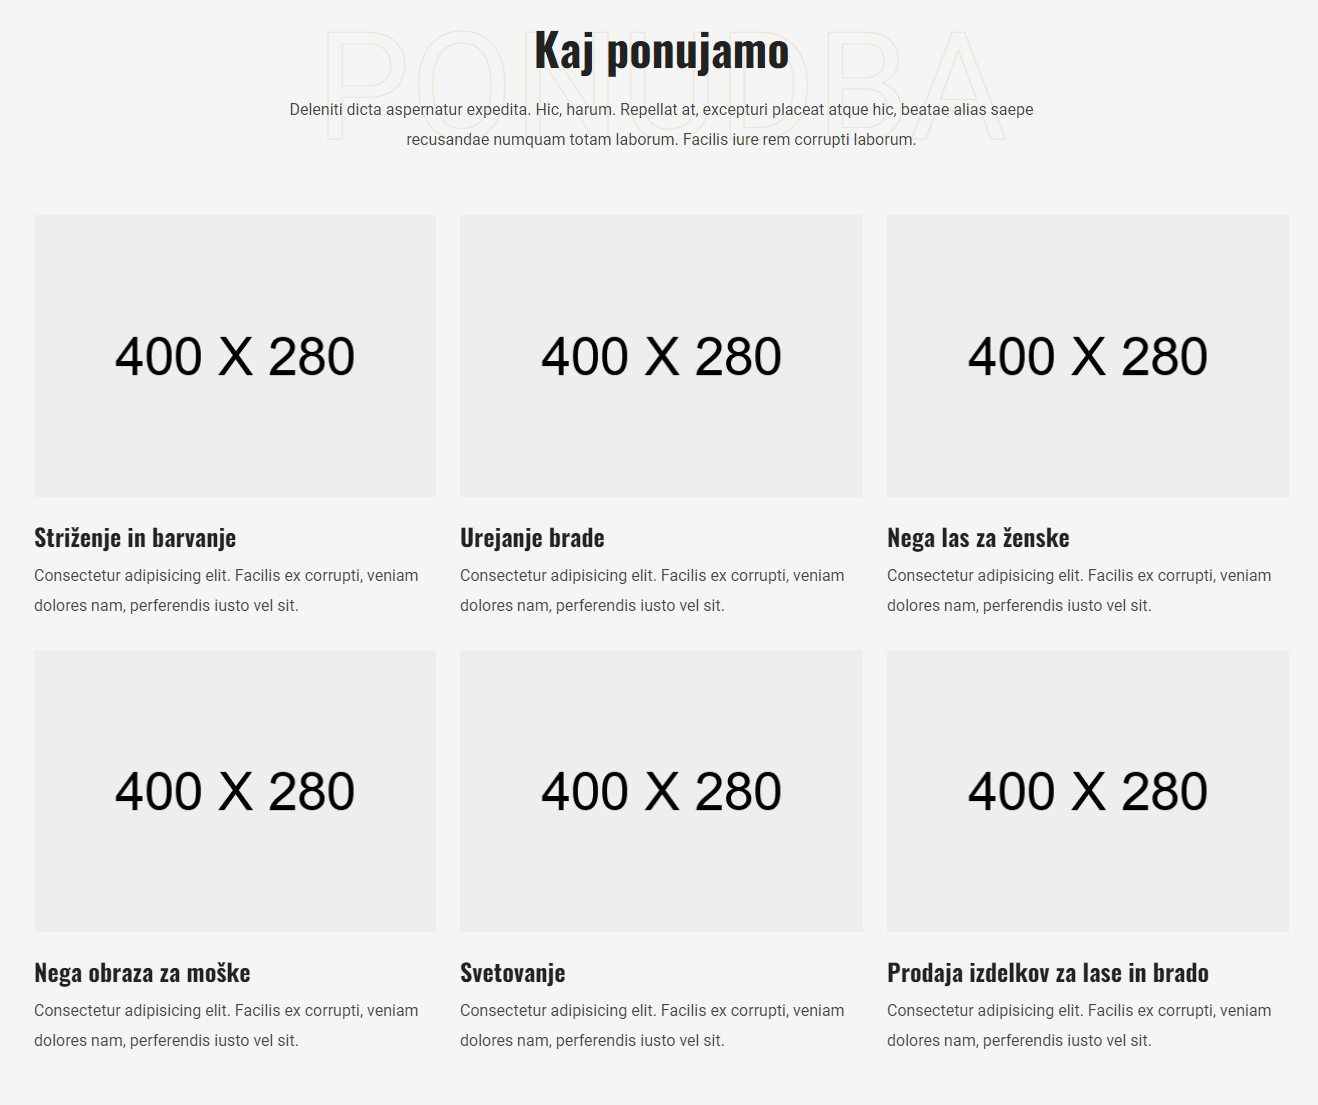 PONUDBA
Kaj ponujamo
Deleniti dicta aspernatur expedita. Hic, harum. Repellat at, excepturi placeat atque hic, beatae alias saepe
recusandae numquam totam laborum. Facilis iure rem corrupti laborum.
400 X 280
400 X 280
400 X 280
Striženje in barvanje
Consectetur adipisicing elit. Facilis ex corrupti, veniam
dolores nam, perferendis iusto vel sit.
Urejanje brade
Consectetur adipisicing elit. Facilis ex corrupti, veniam
dolores nam, perferendis iusto vel sit.
Nega las za ženske
Consectetur adipisicing elit. Facilis ex corrupti, veniam
dolores nam, perferendis iusto vel sit.
400 X 280
400 X 280
400 X 280
Nega obraza za moške
Consectetur adipisicing elit. Facilis ex corrupti, veniam
dolores nam, perferendis iusto vel sit.
Svetovanje
Consectetur adipisicing elit. Facilis ex corrupti, veniam
dolores nam, perferendis iusto vel sit.
Prodaja izdelkov za lase in brado
Consectetur adipisicing elit. Facilis ex corrupti, veniam
dolores nam, perferendis iusto vel sit.